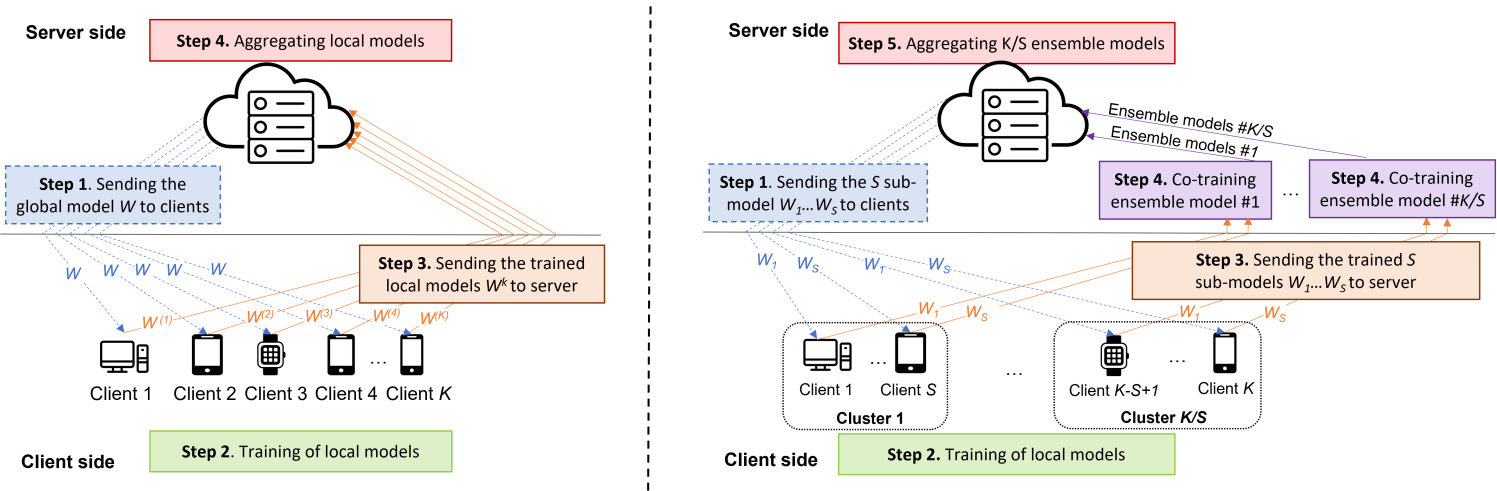 Server side
Step 4. Aggregating local models
Step 1. Sending the
global model W to clients
W W W W W
Step 3. Sending the trained
local models W^k to server
W^(1) W^(2) W^(3) W^(4) W^(K)
...
Client 1 Client 2 Client 3 Client 4 Client K
Step 2. Training of local models
Client side
Server side
Step 5. Aggregating K/S ensemble models
Ensemble models #K/S
Ensemble models #1
Step 1. Sending the S sub-
model W_1...W_S to clients
Step 4. Co-training
ensemble model #1
...
Step 4. Co-training
ensemble model #K/S
W_1 W_S W_1 W_S
Step 3. Sending the trained S
sub-models W_1...W_S to server
W_1 W_S W_1 W_S
... ... ...
Client 1 Client S Client K-S+1 Client K
Cluster 1 Cluster K/S
Step 2. Training of local models
Client side